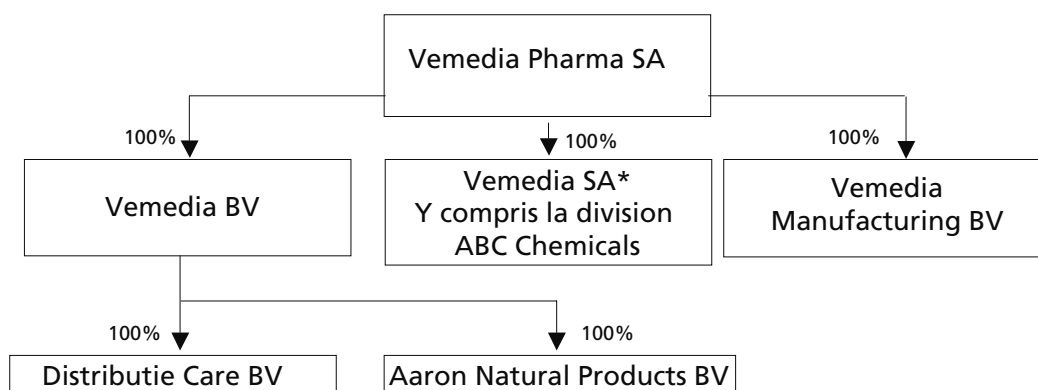 Vemedia Pharma SA
100%
100%
100%
Vemedia BV
Vemedia SA*
Y compris la division
ABC Chemicals
Vemedia
Manufacturing BV
100%
100%
Distributie Care BV
Aaron Natural Products BV